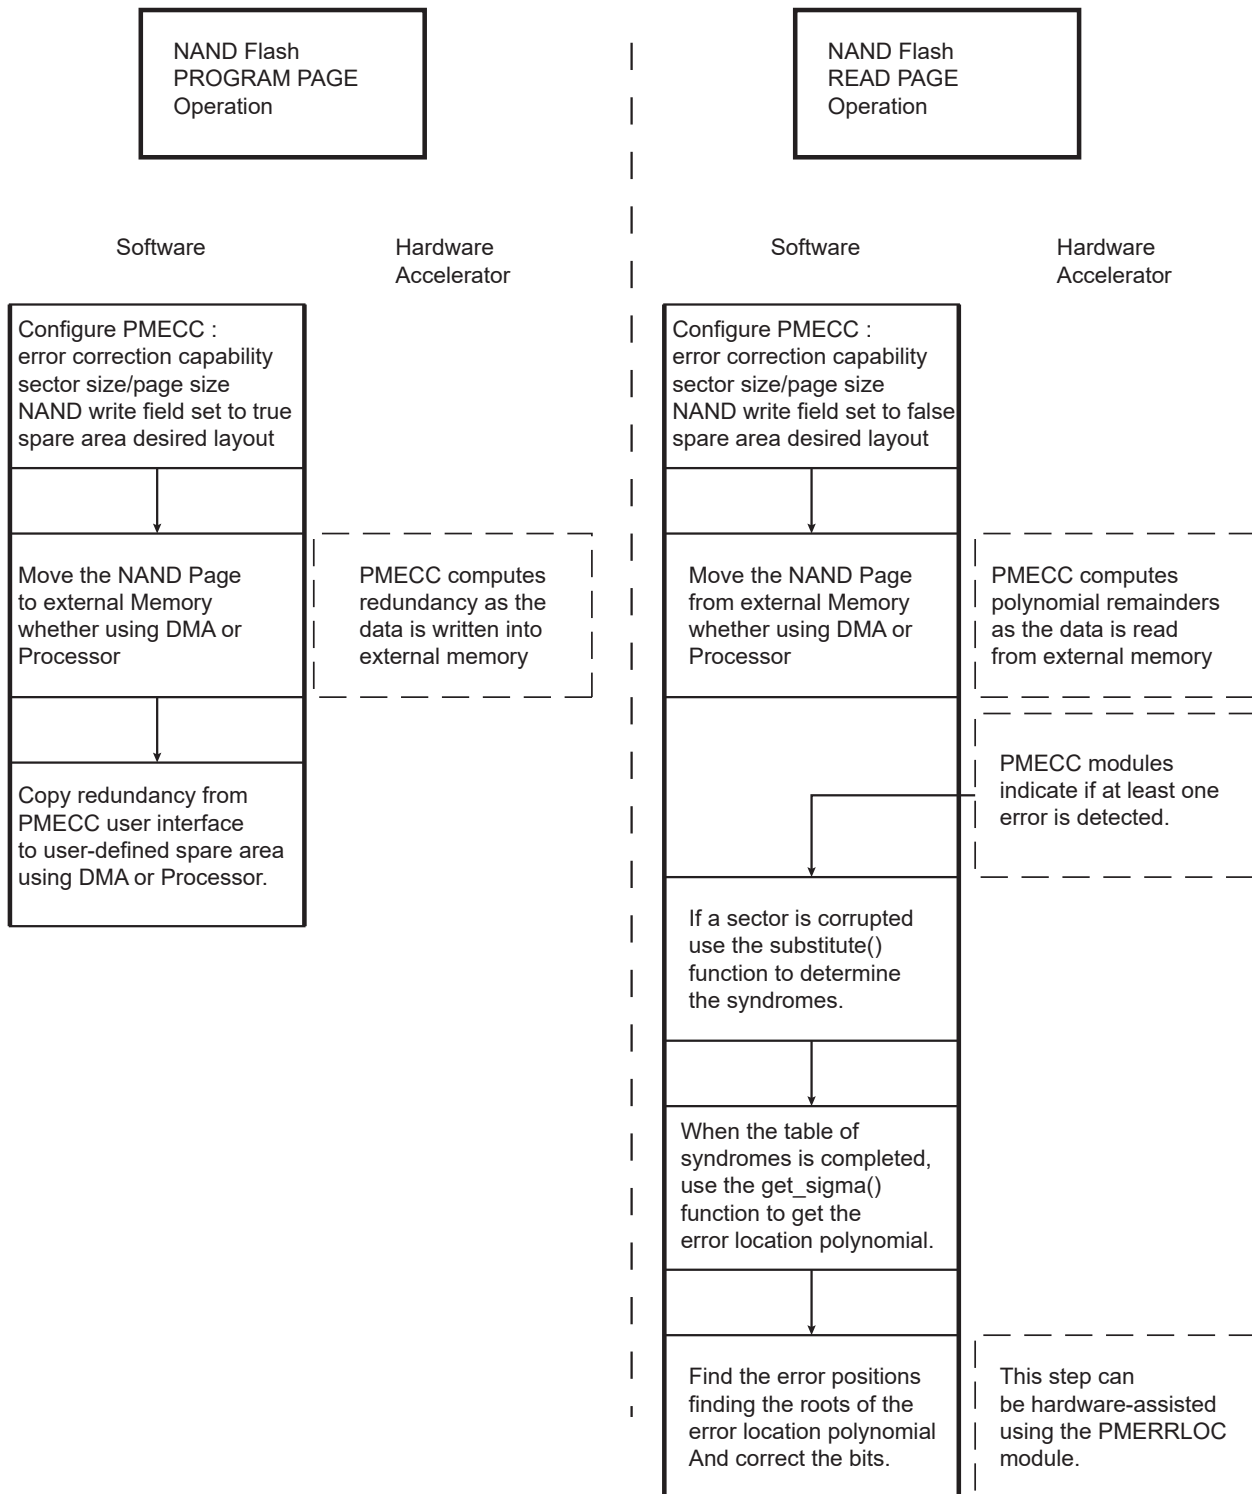 NAND Flash
PROGRAM PAGE
Operation
Software
Hardware
Accelerator
Configure PMECC :
error correction capability
sector size/page size
NAND write field set to true
spare area desired layout
Move the NAND Page
to external Memory
whether using DMA or
Processor
PMECC computes
redundancy as the
data is written into
external memory
Copy redundancy from
PMECC user interface
to user-defined spare area
using DMA or Processor.
NAND Flash
READ PAGE
Operation
Software
Hardware
Accelerator
Configure PMECC :
error correction capability
sector size/page size
NAND write field set to false
spare area desired layout
Move the NAND Page
from external Memory
whether using DMA or
Processor
PMECC computes
polynomial remainders
as the data is read
from external memory
PMECC modules
indicate if at least one
error is detected.
If a sector is corrupted
use the substitute()
function to determine
the syndromes.
When the table of
syndromes is completed,
use the get_sigma()
function to get the
error location polynomial.
Find the error positions
finding the roots of the
error location polynomial
And correct the bits.
This step can
be hardware-assisted
using the PMERRLOC
module.